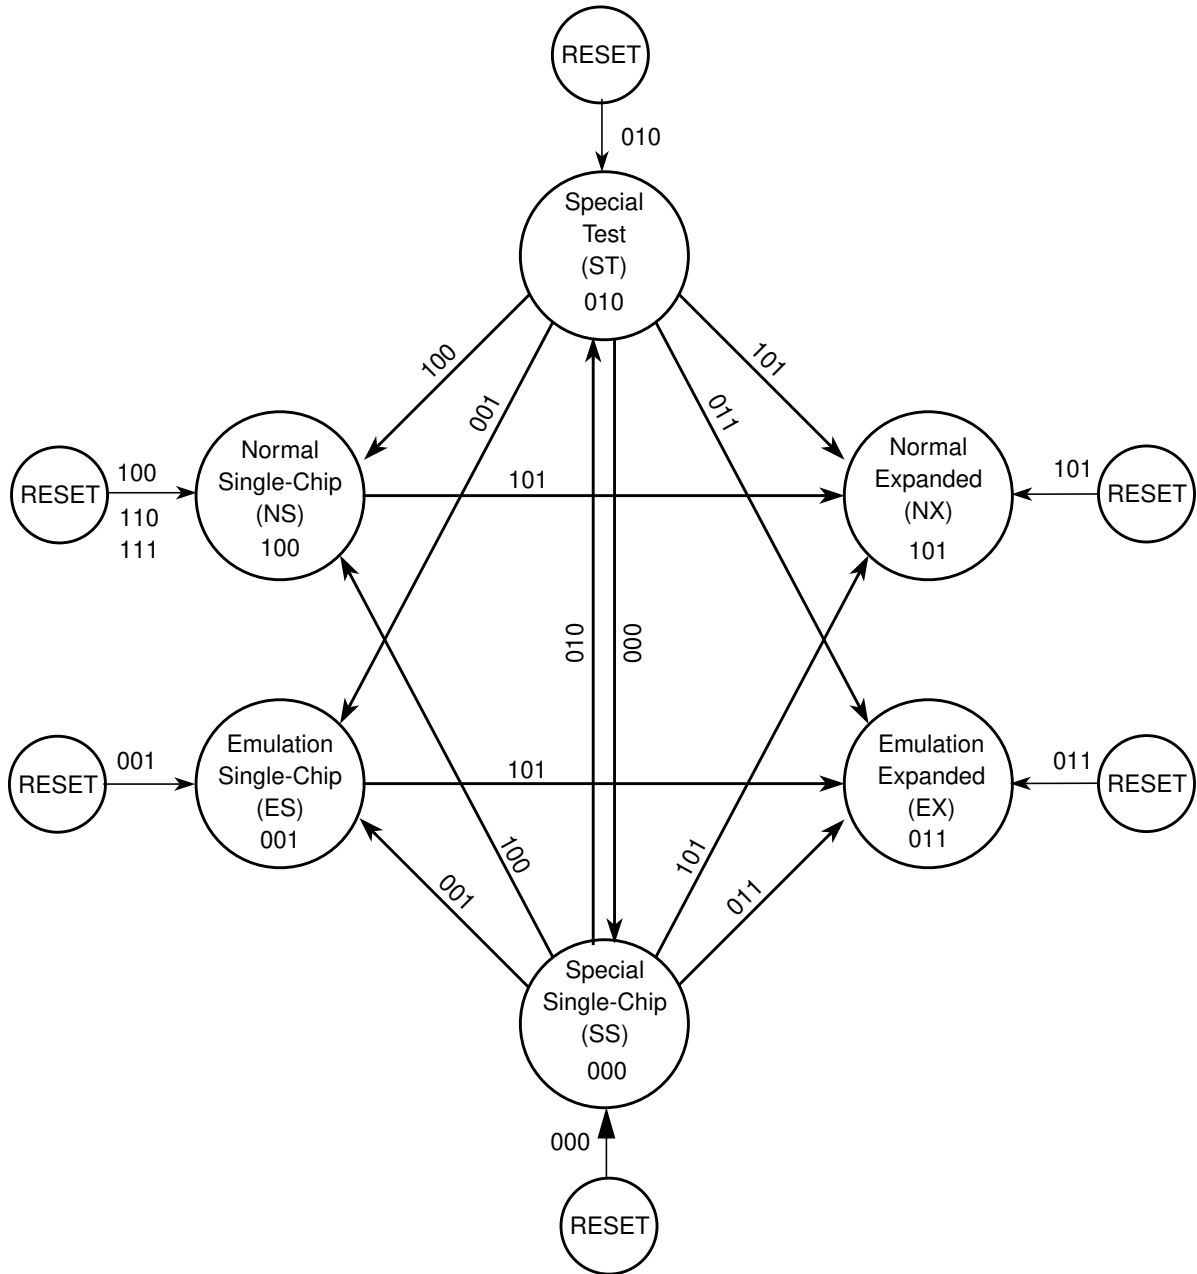 RESET
010
Special
Test
(ST)
010
100
001
101
011
Normal
Single-Chip
(NS)
100
RESET
100
110
111
101
Normal
Expanded
(NX)
101
101
RESET
010
000
Emulation
Single-Chip
(ES)
001
RESET
001
101
Emulation
Expanded
(EX)
011
011
RESET
001
100
101
011
Special
Single-Chip
(SS)
000
000
RESET